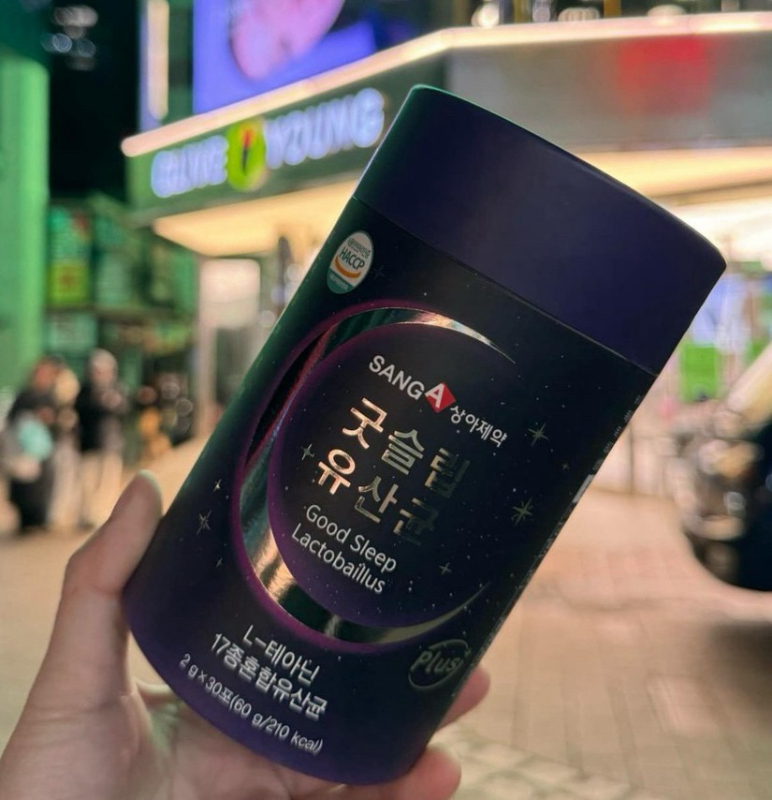 OLIVE YOUNG
HACCP
SANGA 상아제약
굿슬립
유산균
Good Sleep
Lactobaillus
Plus
L-테아닌
17종혼합유산균
2 g x 30포(60 g/210 kcal)